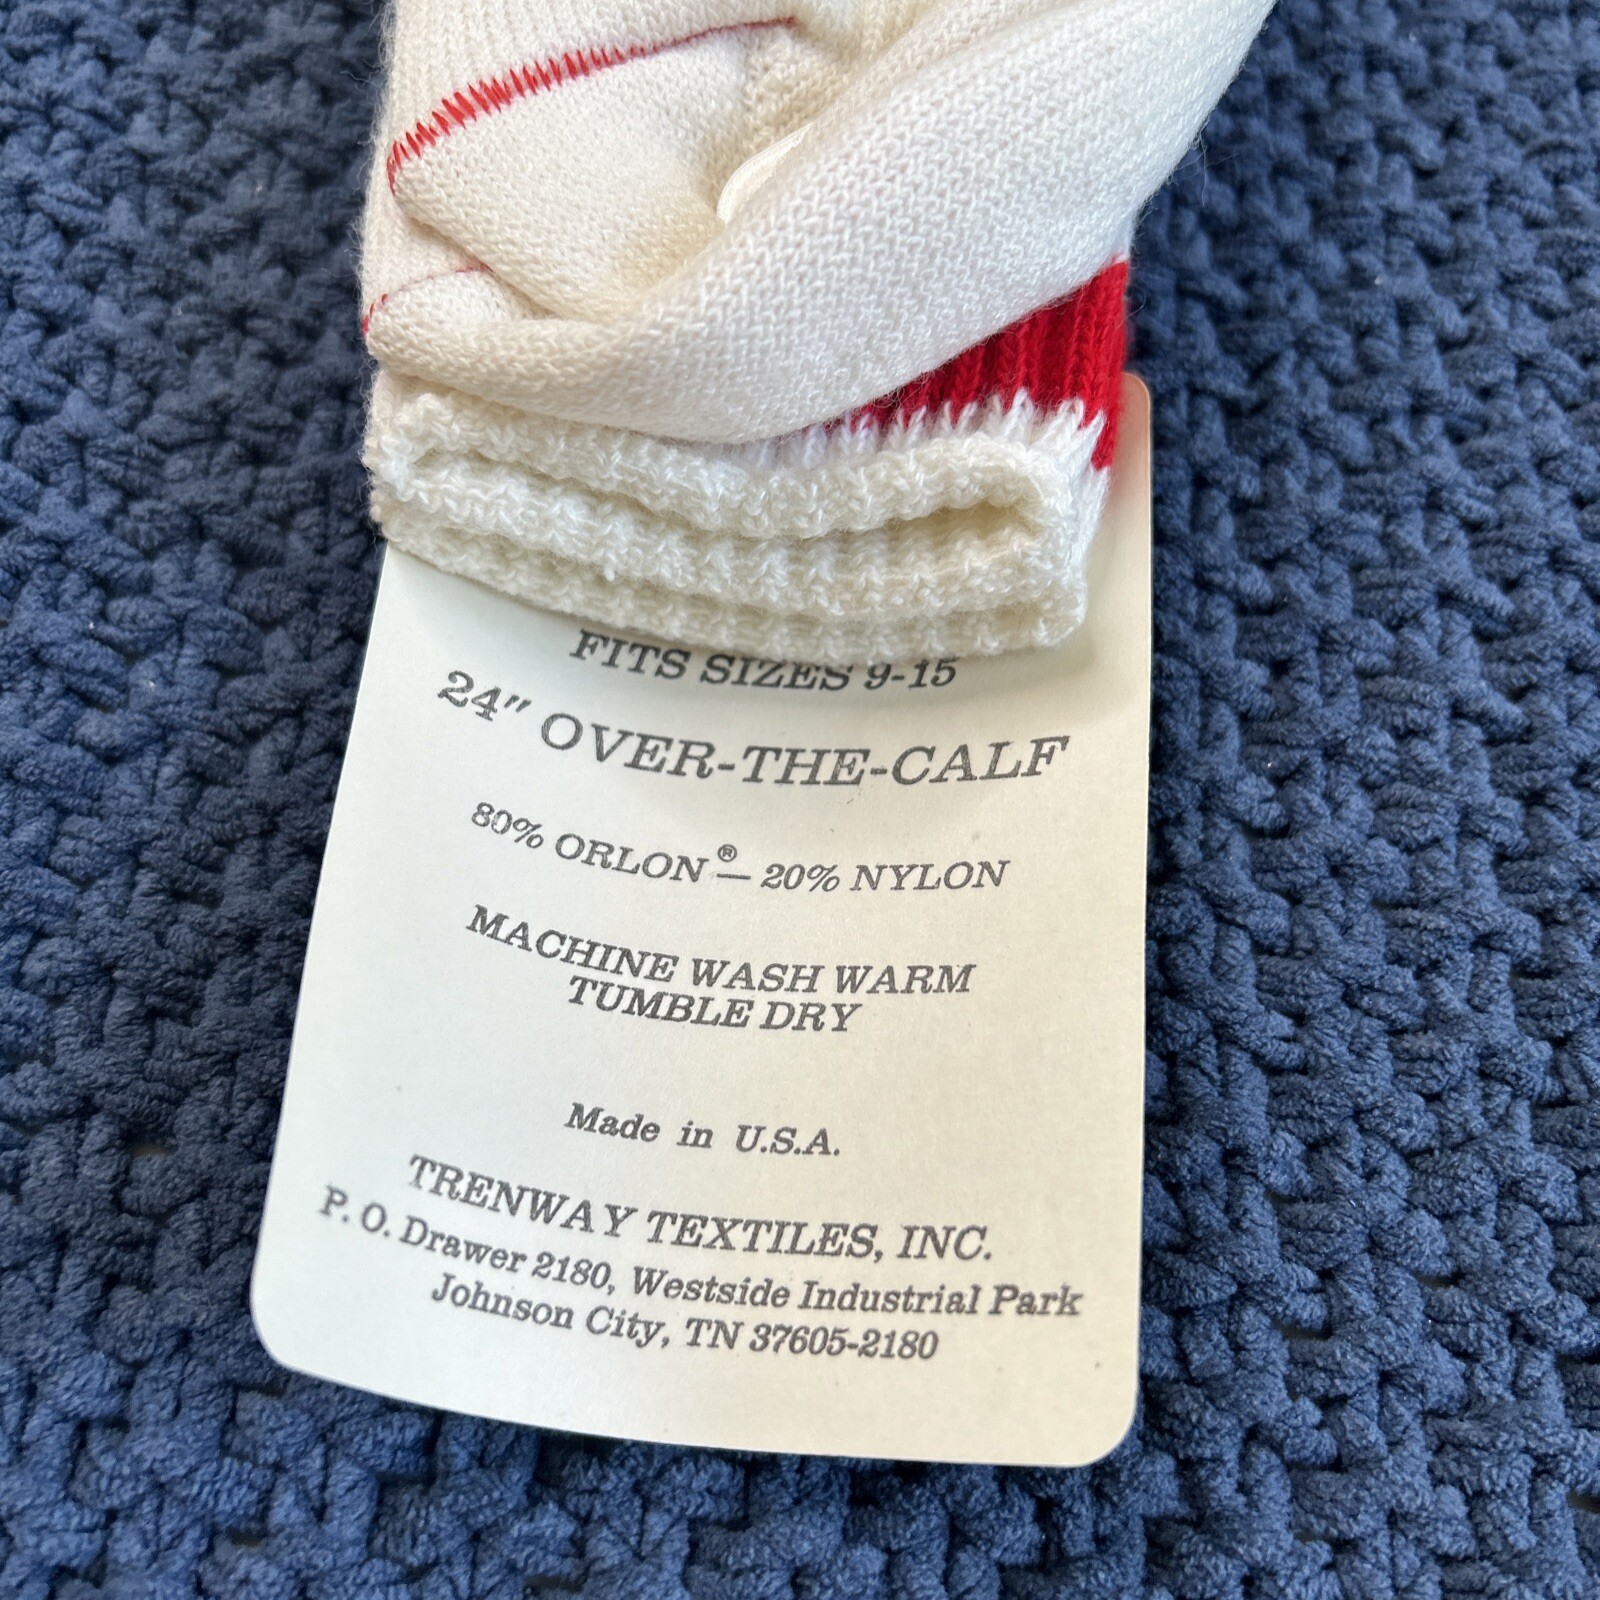 FITS SIZES 9-15
24" OVER-THE-CALF
80% ORLON® — 20% NYLON
MACHINE WASH WARM
TUMBLE DRY
Made in U.S.A.
TRENWAY TEXTILES, INC.
P. O. Drawer 2180, Westside Industrial Park
Johnson City, TN 37605-2180